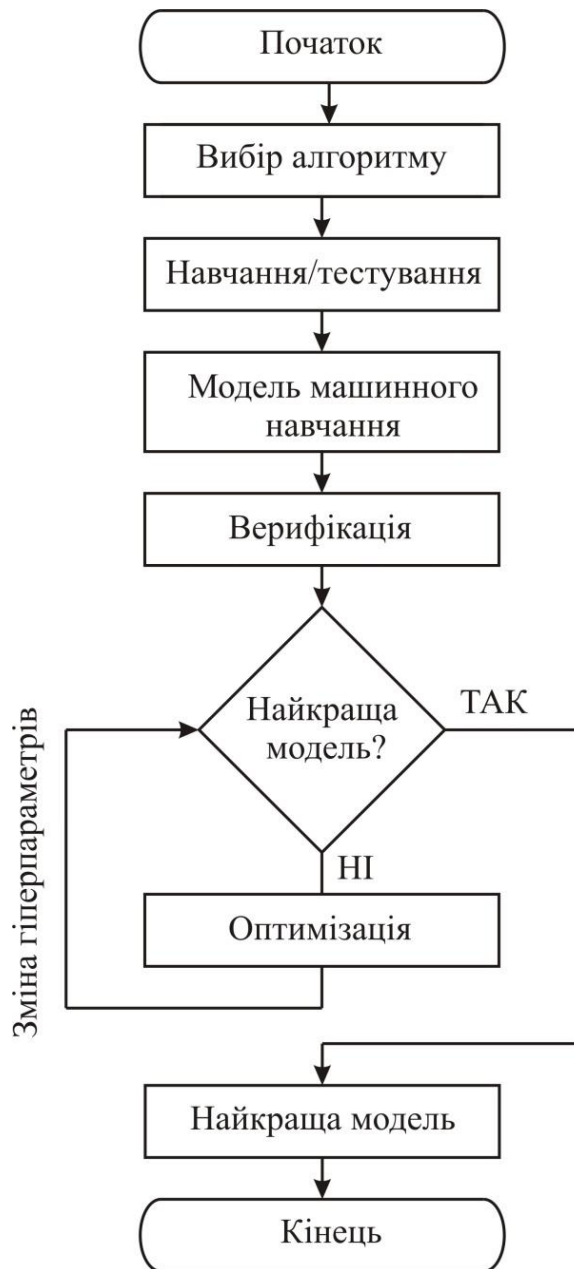 Початок
Вибір алгоритму
Навчання/тестування
Модель машинного
навчання
Верифікація
Найкраща
модель?
ТАК
НІ
Зміна гіперпараметрів
Оптимізація
Найкраща модель
Кінець